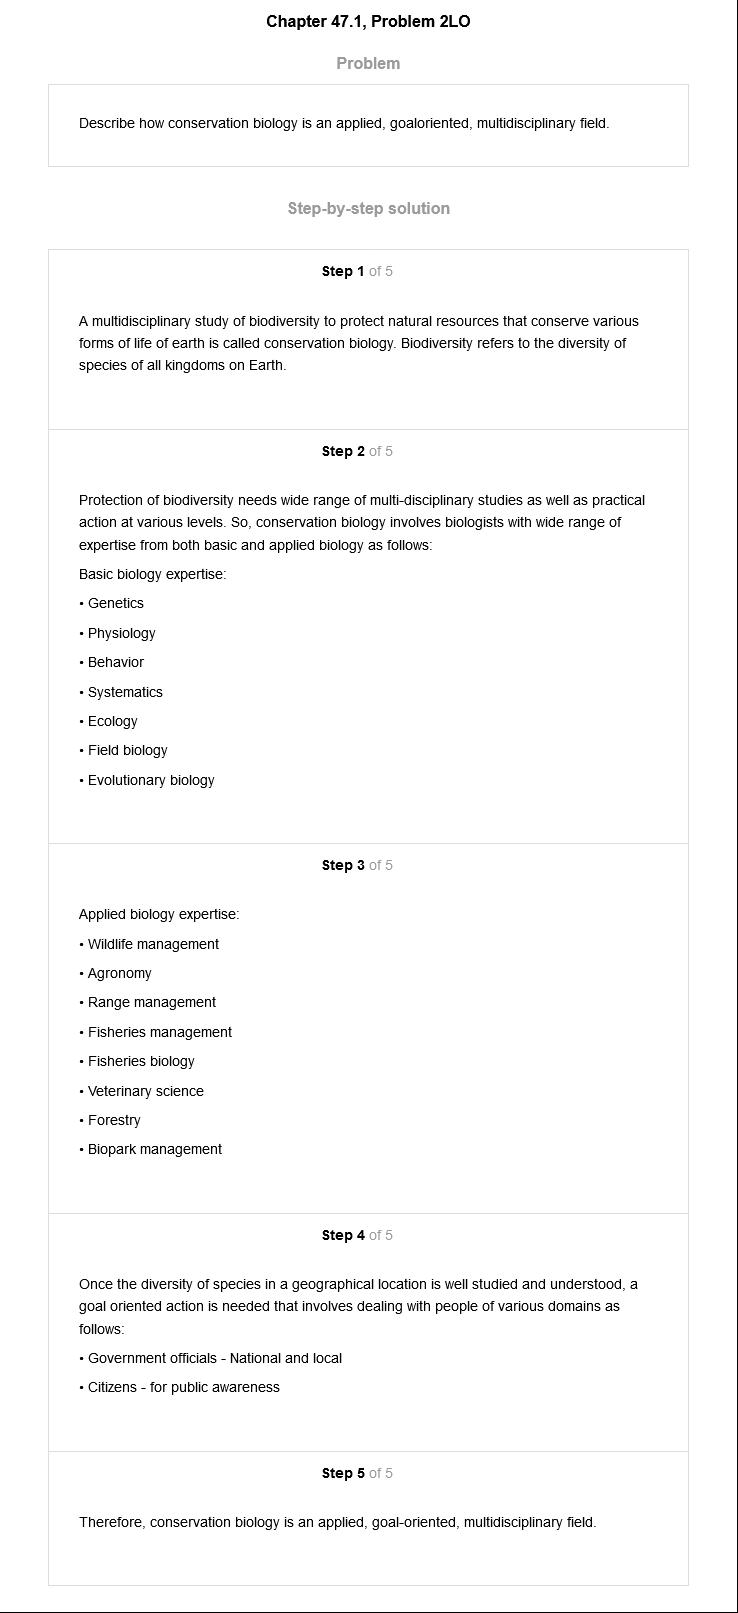 Chapter 47.1, Problem 2LO
Problem
Describe how conservation biology is an applied, goaloriented, multidisciplinary field.
Step-by-step solution
Step 1 of 5
A multidisciplinary study of biodiversity to protect natural resources that conserve various
forms of life of earth is called conservation biology. Biodiversity refers to the diversity of
species of all kingdoms on Earth.
Step 2 of 5
Protection of biodiversity needs wide range of multi-disciplinary studies as well as practical
action at various levels. So, conservation biology involves biologists with wide range of
expertise from both basic and applied biology as follows:
Basic biology expertise:
• Genetics
• Physiology
• Behavior
• Systematics
• Ecology
• Field biology
• Evolutionary biology
Step 3 of 5
Applied biology expertise:
• Wildlife management
• Agronomy
• Range management
• Fisheries management
• Fisheries biology
• Veterinary science
• Forestry
• Biopark management
Step 4 of 5
Once the diversity of species in a geographical location is well studied and understood, a
goal oriented action is needed that involves dealing with people of various domains as
follows:
• Government officials - National and local
• Citizens - for public awareness
Step 5 of 5
Therefore, conservation biology is an applied, goal-oriented, multidisciplinary field.